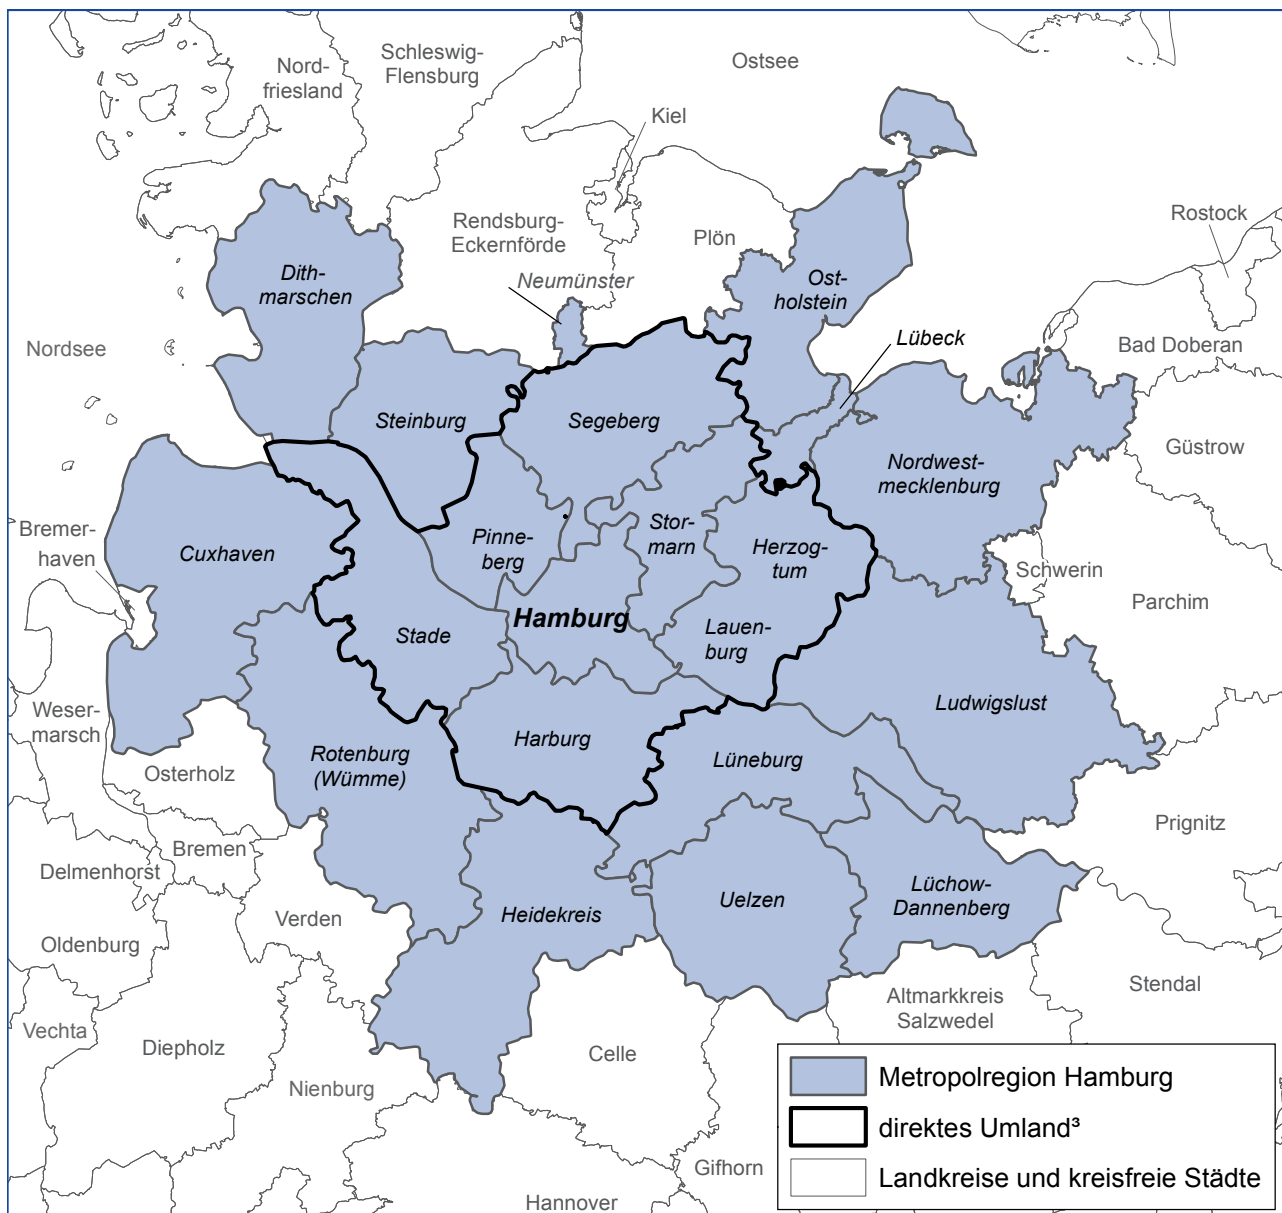 Schleswig-
Flensburg
Nord-
friesland
Ostsee
Kiel
Rendsburg-
Eckernförde
Plön
Rostock
Neumünster
Dith-
marschen
Ost-
holstein
Nordsee
Lübeck
Bad Doberan
Steinburg
Segeberg
Güstrow
Nordwest-
mecklenburg
Bremer-
haven
Cuxhaven
Pinne-
berg
Stor-
marn
Herzog-
tum
Schwerin
Parchim
Hamburg
Stade
Lauen-
burg
Weser-
marsch
Ludwigslust
Harburg
Lüneburg
Rotenburg
(Wümme)
Osterholz
Prignitz
Bremen
Delmenhorst
Lüchow-
Dannenberg
Uelzen
Heidekreis
Verden
Oldenburg
Stendal
Altmarkkreis
Salzwedel
Vechta
Diepholz
Celle
Nienburg
Gifhorn
Hannover
Metropolregion Hamburg
direktes Umland³
Landkreise und kreisfreie Städte